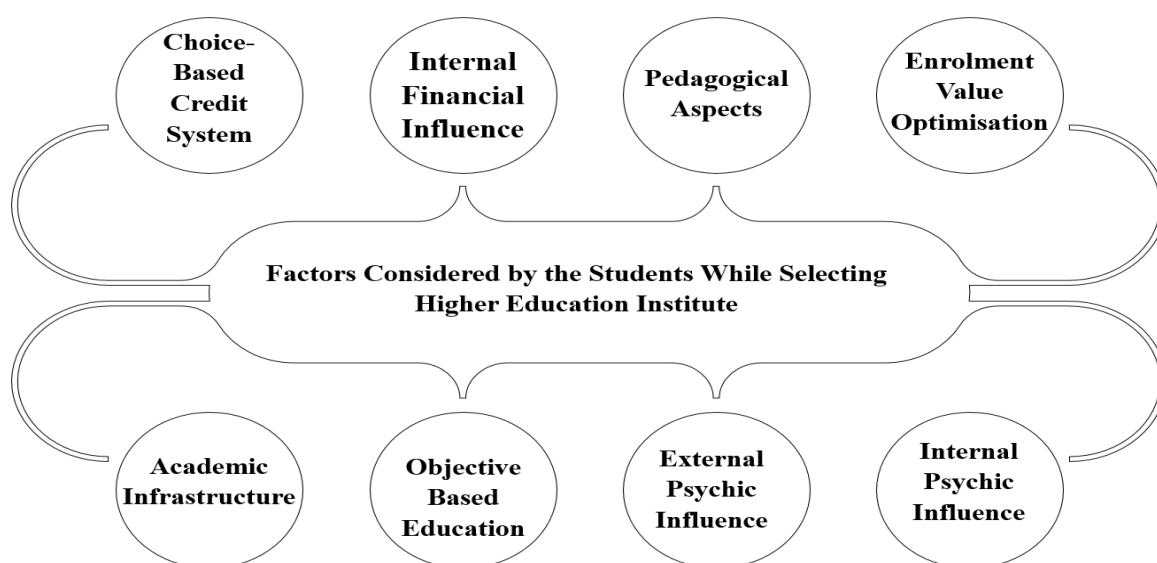 Choice-
Based
Credit
System
Internal
Financial
Influence
Pedagogical
Aspects
Enrolment
Value
Optimisation
Factors Considered by the Students While Selecting
Higher Education Institute
Academic
Infrastructure
Objective
Based
Education
External
Psychic
Influence
Internal
Psychic
Influence